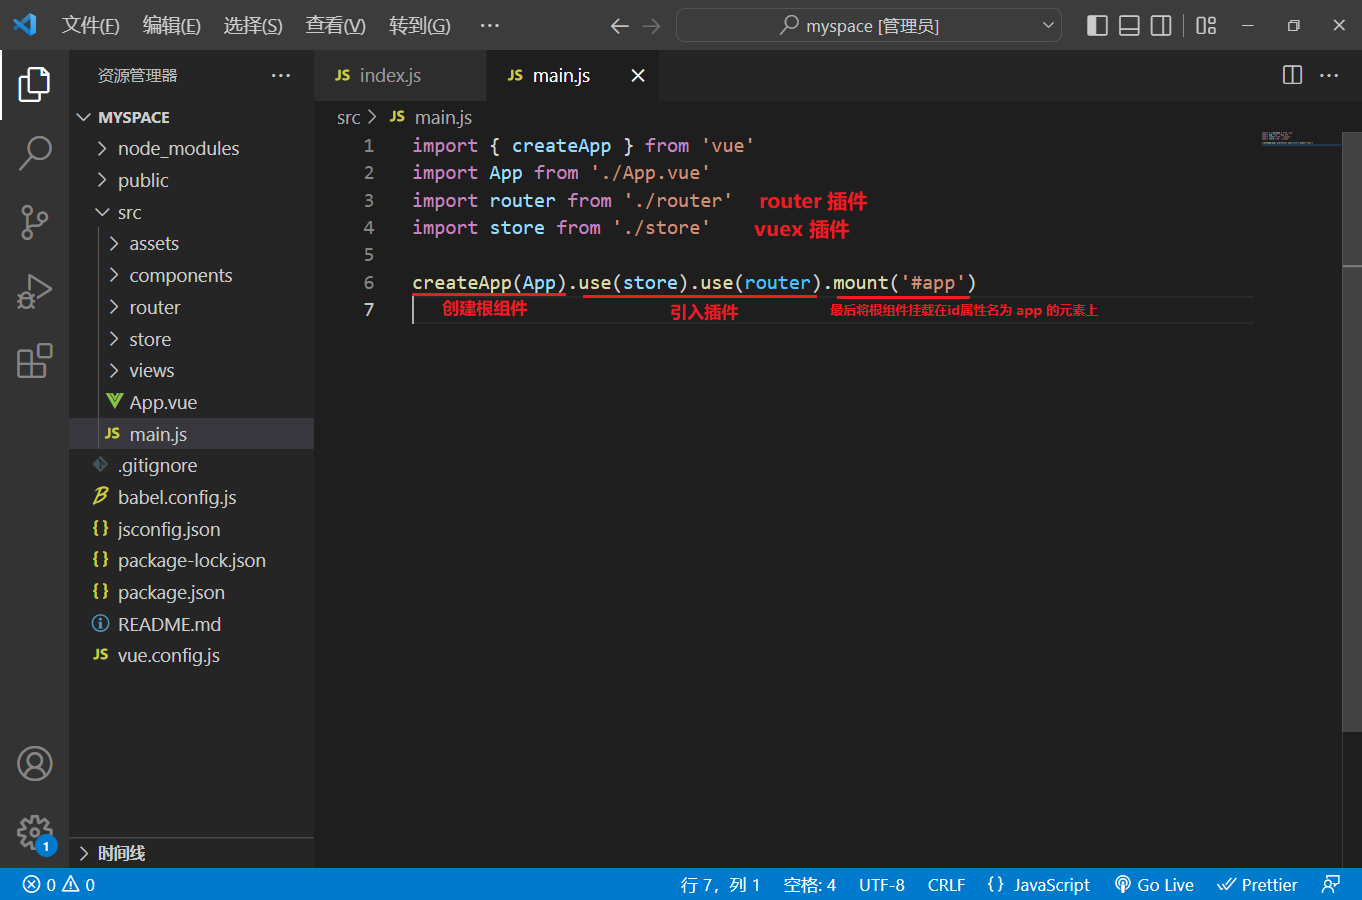 文件(F) 编辑(E) 选择(S) 查看(V) 转到(G) ··· myspace [管理员]
资源管理器 ···
JS index.js JS main.js
MYSPACE
node_modules
public
src
assets
components
router
store
views
App.vue
JS main.js
.gitignore
babel.config.js
{} jsconfig.json
{} package-lock.json
{} package.json
README.md
JS vue.config.js
时间线
src > JS main.js
1 import { createApp } from 'vue'
2 import App from './App.vue'
3 import router from './router' router 插件
4 import store from './store' vuex 插件
5
6 createApp(App).use(store).use(router).mount('#app')
7 创建根组件 引入插件 最后将根组件挂载在id属性名为 app 的元素上
1
0 0 行 7，列 1 空格: 4 UTF-8 CRLF {} JavaScript Go Live Prettier